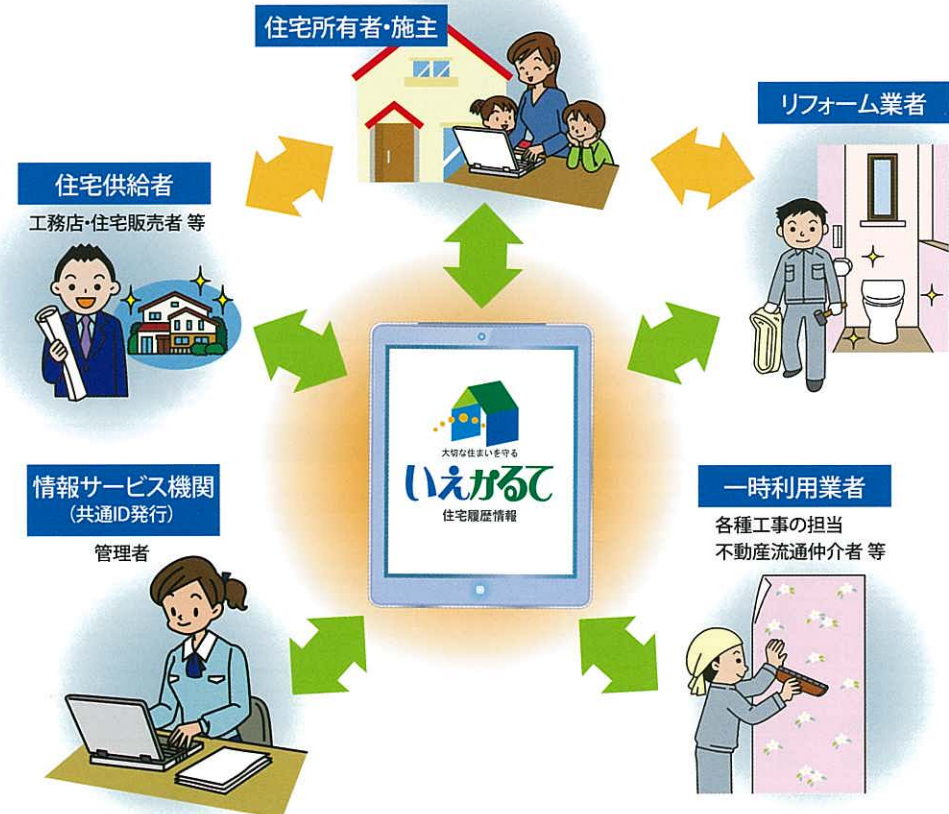 住宅所有者・施主
リフォーム業者
住宅供給者
工務店・住宅販売者 等
大切な住まいを守る
いえかるて
住宅履歴情報
情報サービス機関
(共通ID発行)
管理者
一時利用業者
各種工事の担当
不動産流通仲介者 等